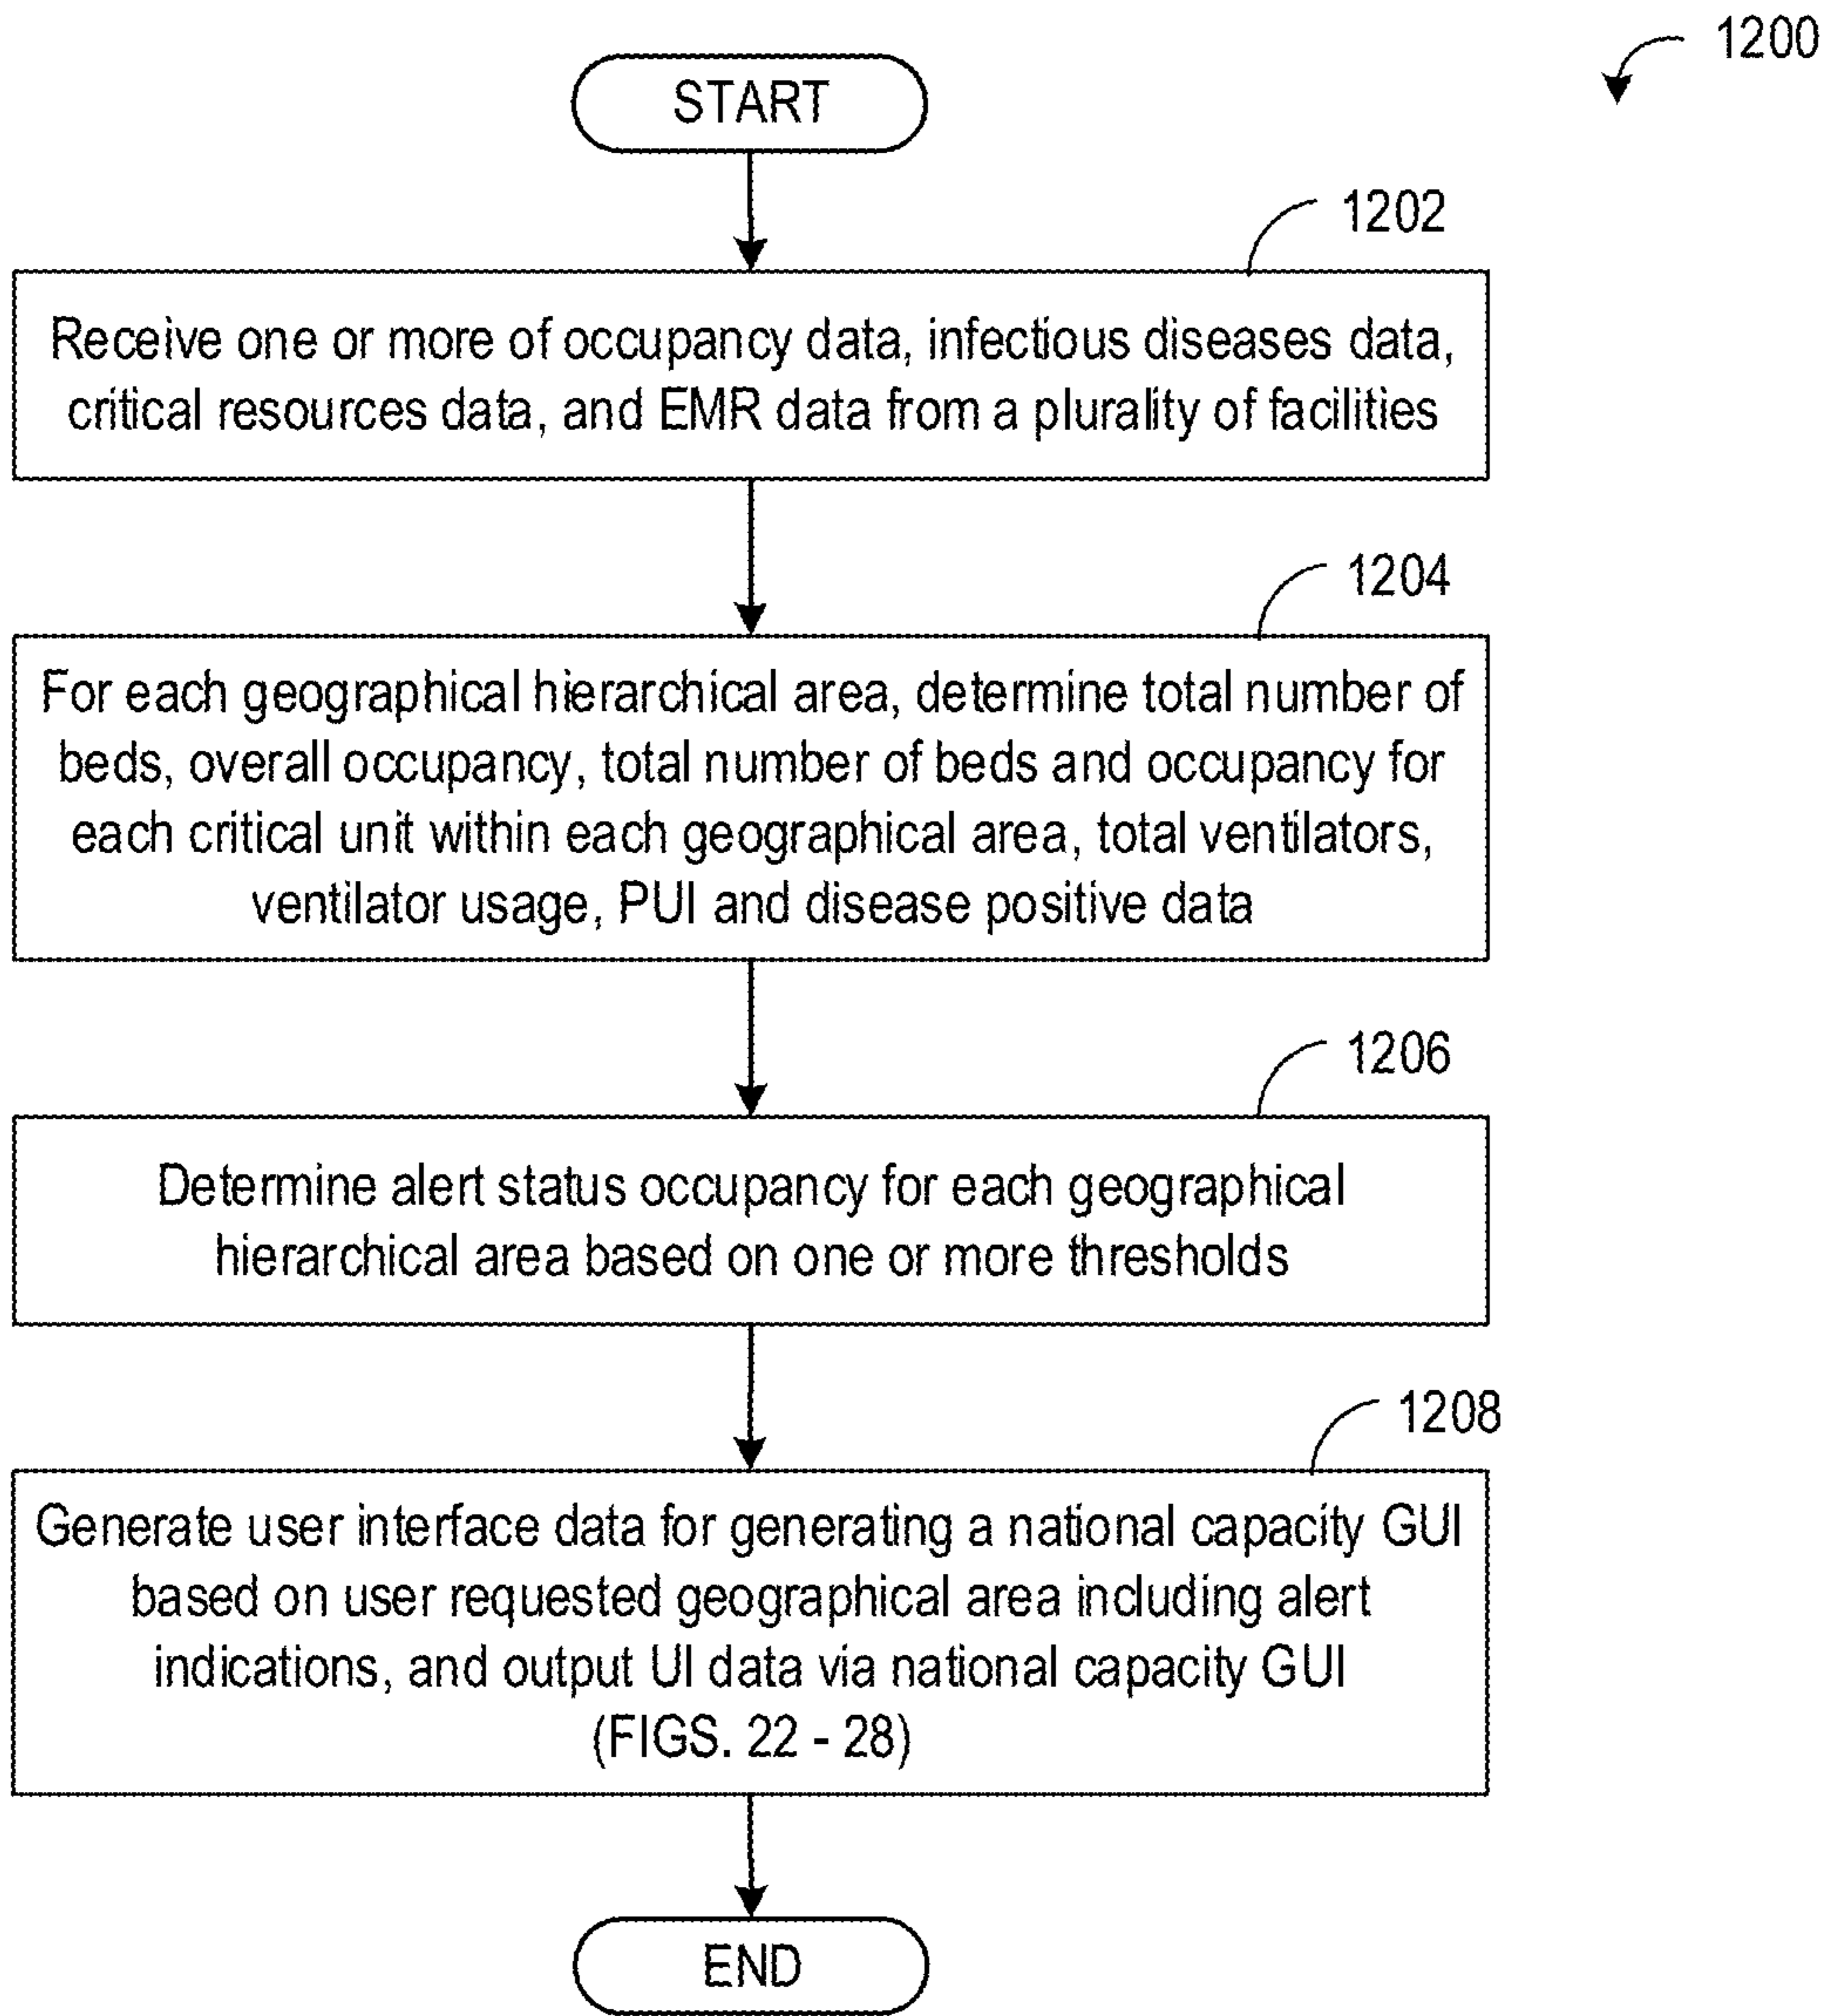 1200
START
1202
Receive one or more of occupancy data, infectious diseases data,
critical resources data, and EMR data from a plurality of facilities
1204
For each geographical hierarchical area, determine total number of
beds, overall occupancy, total number of beds and occupancy for
each critical unit within each geographical area, total ventilators,
ventilator usage, PUI and disease positive data
1206
Determine alert status occupancy for each geographical
hierarchical area based on one or more thresholds
1208
Generate user interface data for generating a national capacity GUI
based on user requested geographical area including alert
indications, and output UI data via national capacity GUI
(FIGS. 22 - 28)
END